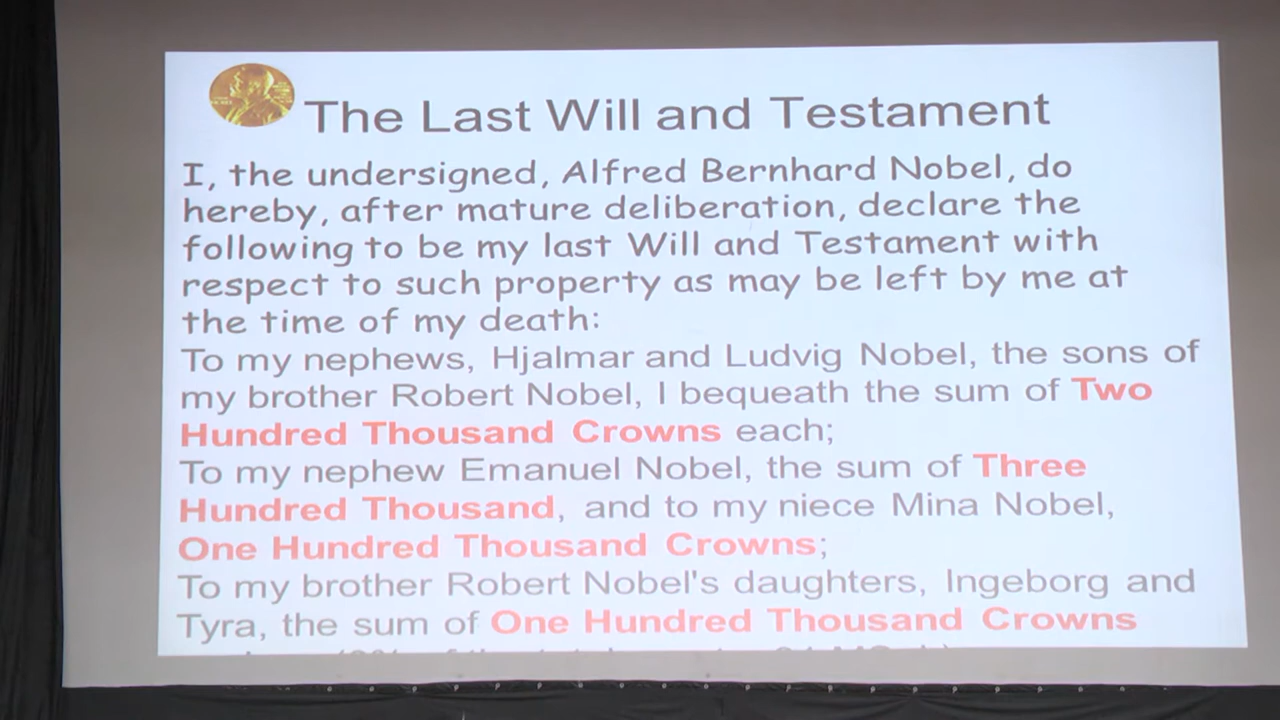 The Last Will and Testament
I, the undersigned, Alfred Bernhard Nobel, do
hereby, after mature deliberation, declare the
following to be my last Will and Testament with
respect to such property as may be left by me at
the time of my death:
To my nephews, Hjalmar and Ludvig Nobel, the sons of
my brother Robert Nobel, I bequeath the sum of Two
Hundred Thousand Crowns each;
To my nephew Emanuel Nobel, the sum of Three
Hundred Thousand, and to my niece Mina Nobel,
One Hundred Thousand Crowns;
To my brother Robert Nobel's daughters, Ingeborg and
Tyra, the sum of One Hundred Thousand Crowns